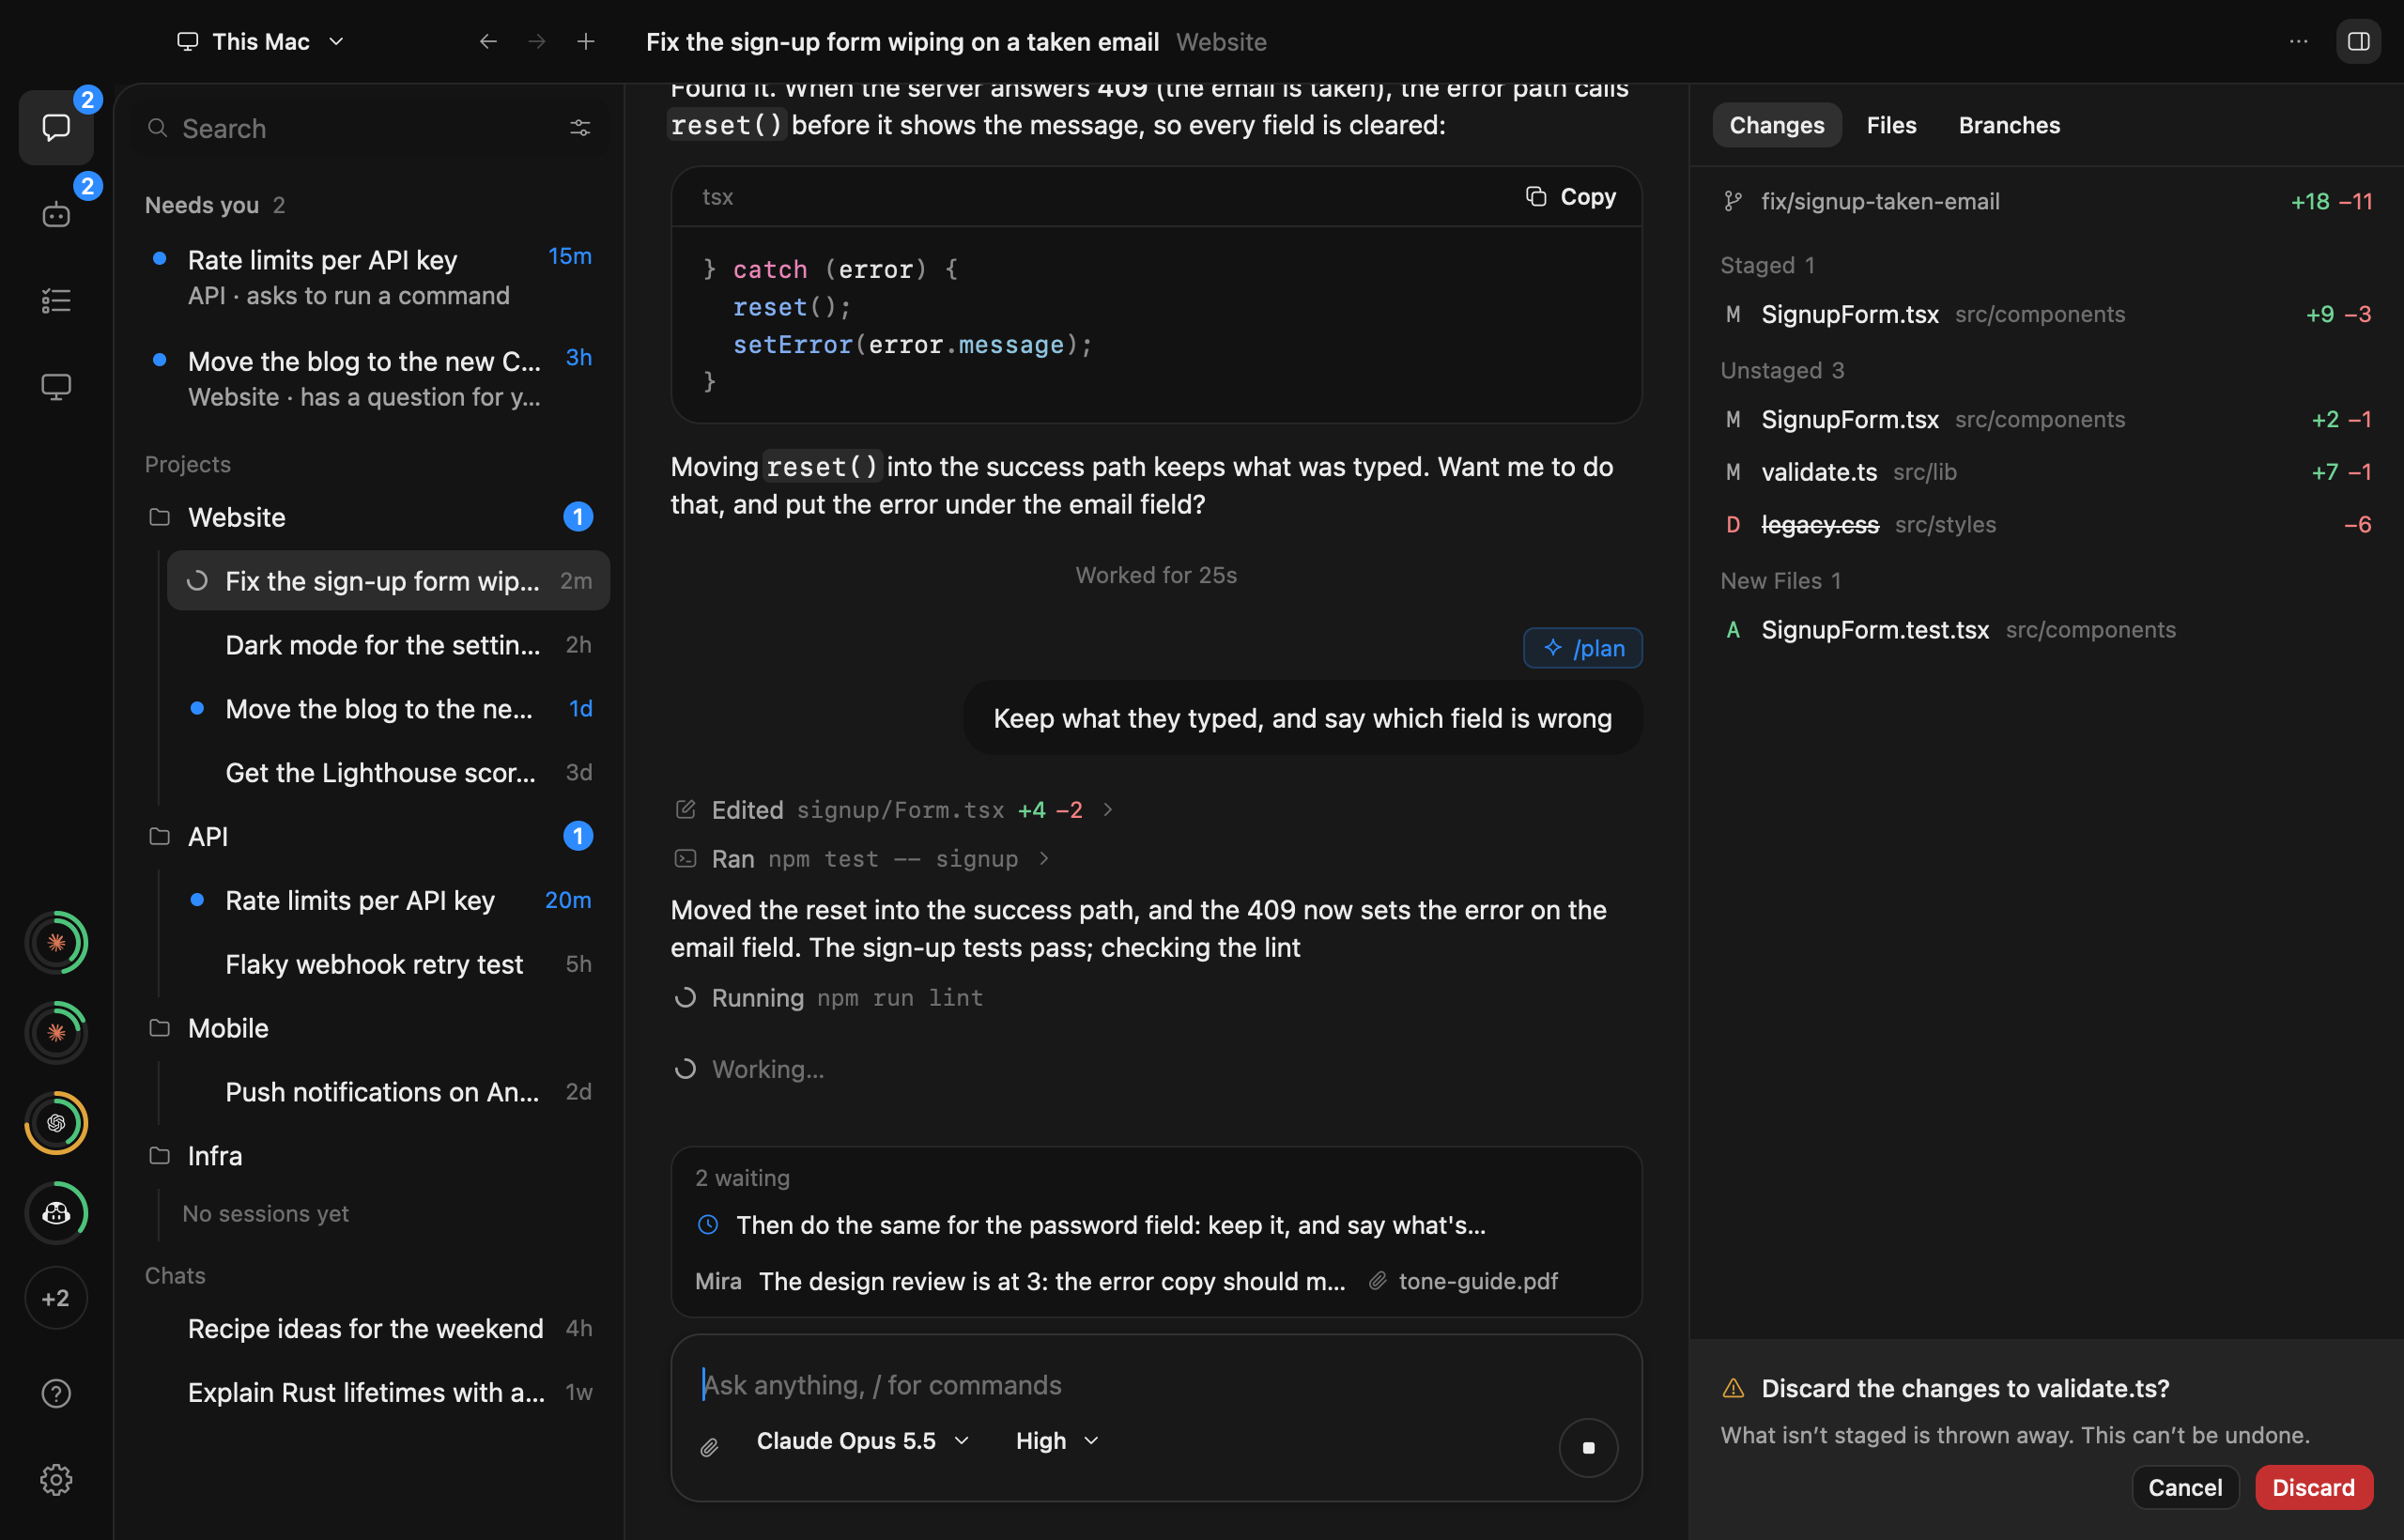 This Mac
Fix the sign-up form wiping on a taken email Website
2
2
Search
Needs you 2
Rate limits per API key 15m
API · asks to run a command
Move the blog to the new C... 3h
Website · has a question for y...
Projects
Website 1
Fix the sign-up form wip... 2m
Dark mode for the settin... 2h
Move the blog to the ne... 1d
Get the Lighthouse scor... 3d
API 1
Rate limits per API key 20m
Flaky webhook retry test 5h
Mobile
Push notifications on An... 2d
Infra
No sessions yet
Chats
Recipe ideas for the weekend 4h
Explain Rust lifetimes with a... 1w
+2
Found it. When the server answers 409 (the email is taken), the error path calls
reset() before it shows the message, so every field is cleared:
tsx Copy
} catch (error) {
reset();
setError(error.message);
}
Moving reset() into the success path keeps what was typed. Want me to do
that, and put the error under the email field?
Worked for 25s
/plan
Keep what they typed, and say which field is wrong
Edited signup/Form.tsx +4 −2
Ran npm test -- signup
Moved the reset into the success path, and the 409 now sets the error on the
email field. The sign-up tests pass; checking the lint
Running npm run lint
Working...
2 waiting
Then do the same for the password field: keep it, and say what's...
Mira The design review is at 3: the error copy should m... tone-guide.pdf
Ask anything, / for commands
Claude Opus 5.5 High
Changes Files Branches
fix/signup-taken-email +18 −11
Staged 1
M SignupForm.tsx src/components +9 −3
Unstaged 3
M SignupForm.tsx src/components +2 −1
M validate.ts src/lib +7 −1
D legacy.css src/styles −6
New Files 1
A SignupForm.test.tsx src/components
Discard the changes to validate.ts?
What isn’t staged is thrown away. This can’t be undone.
Cancel Discard